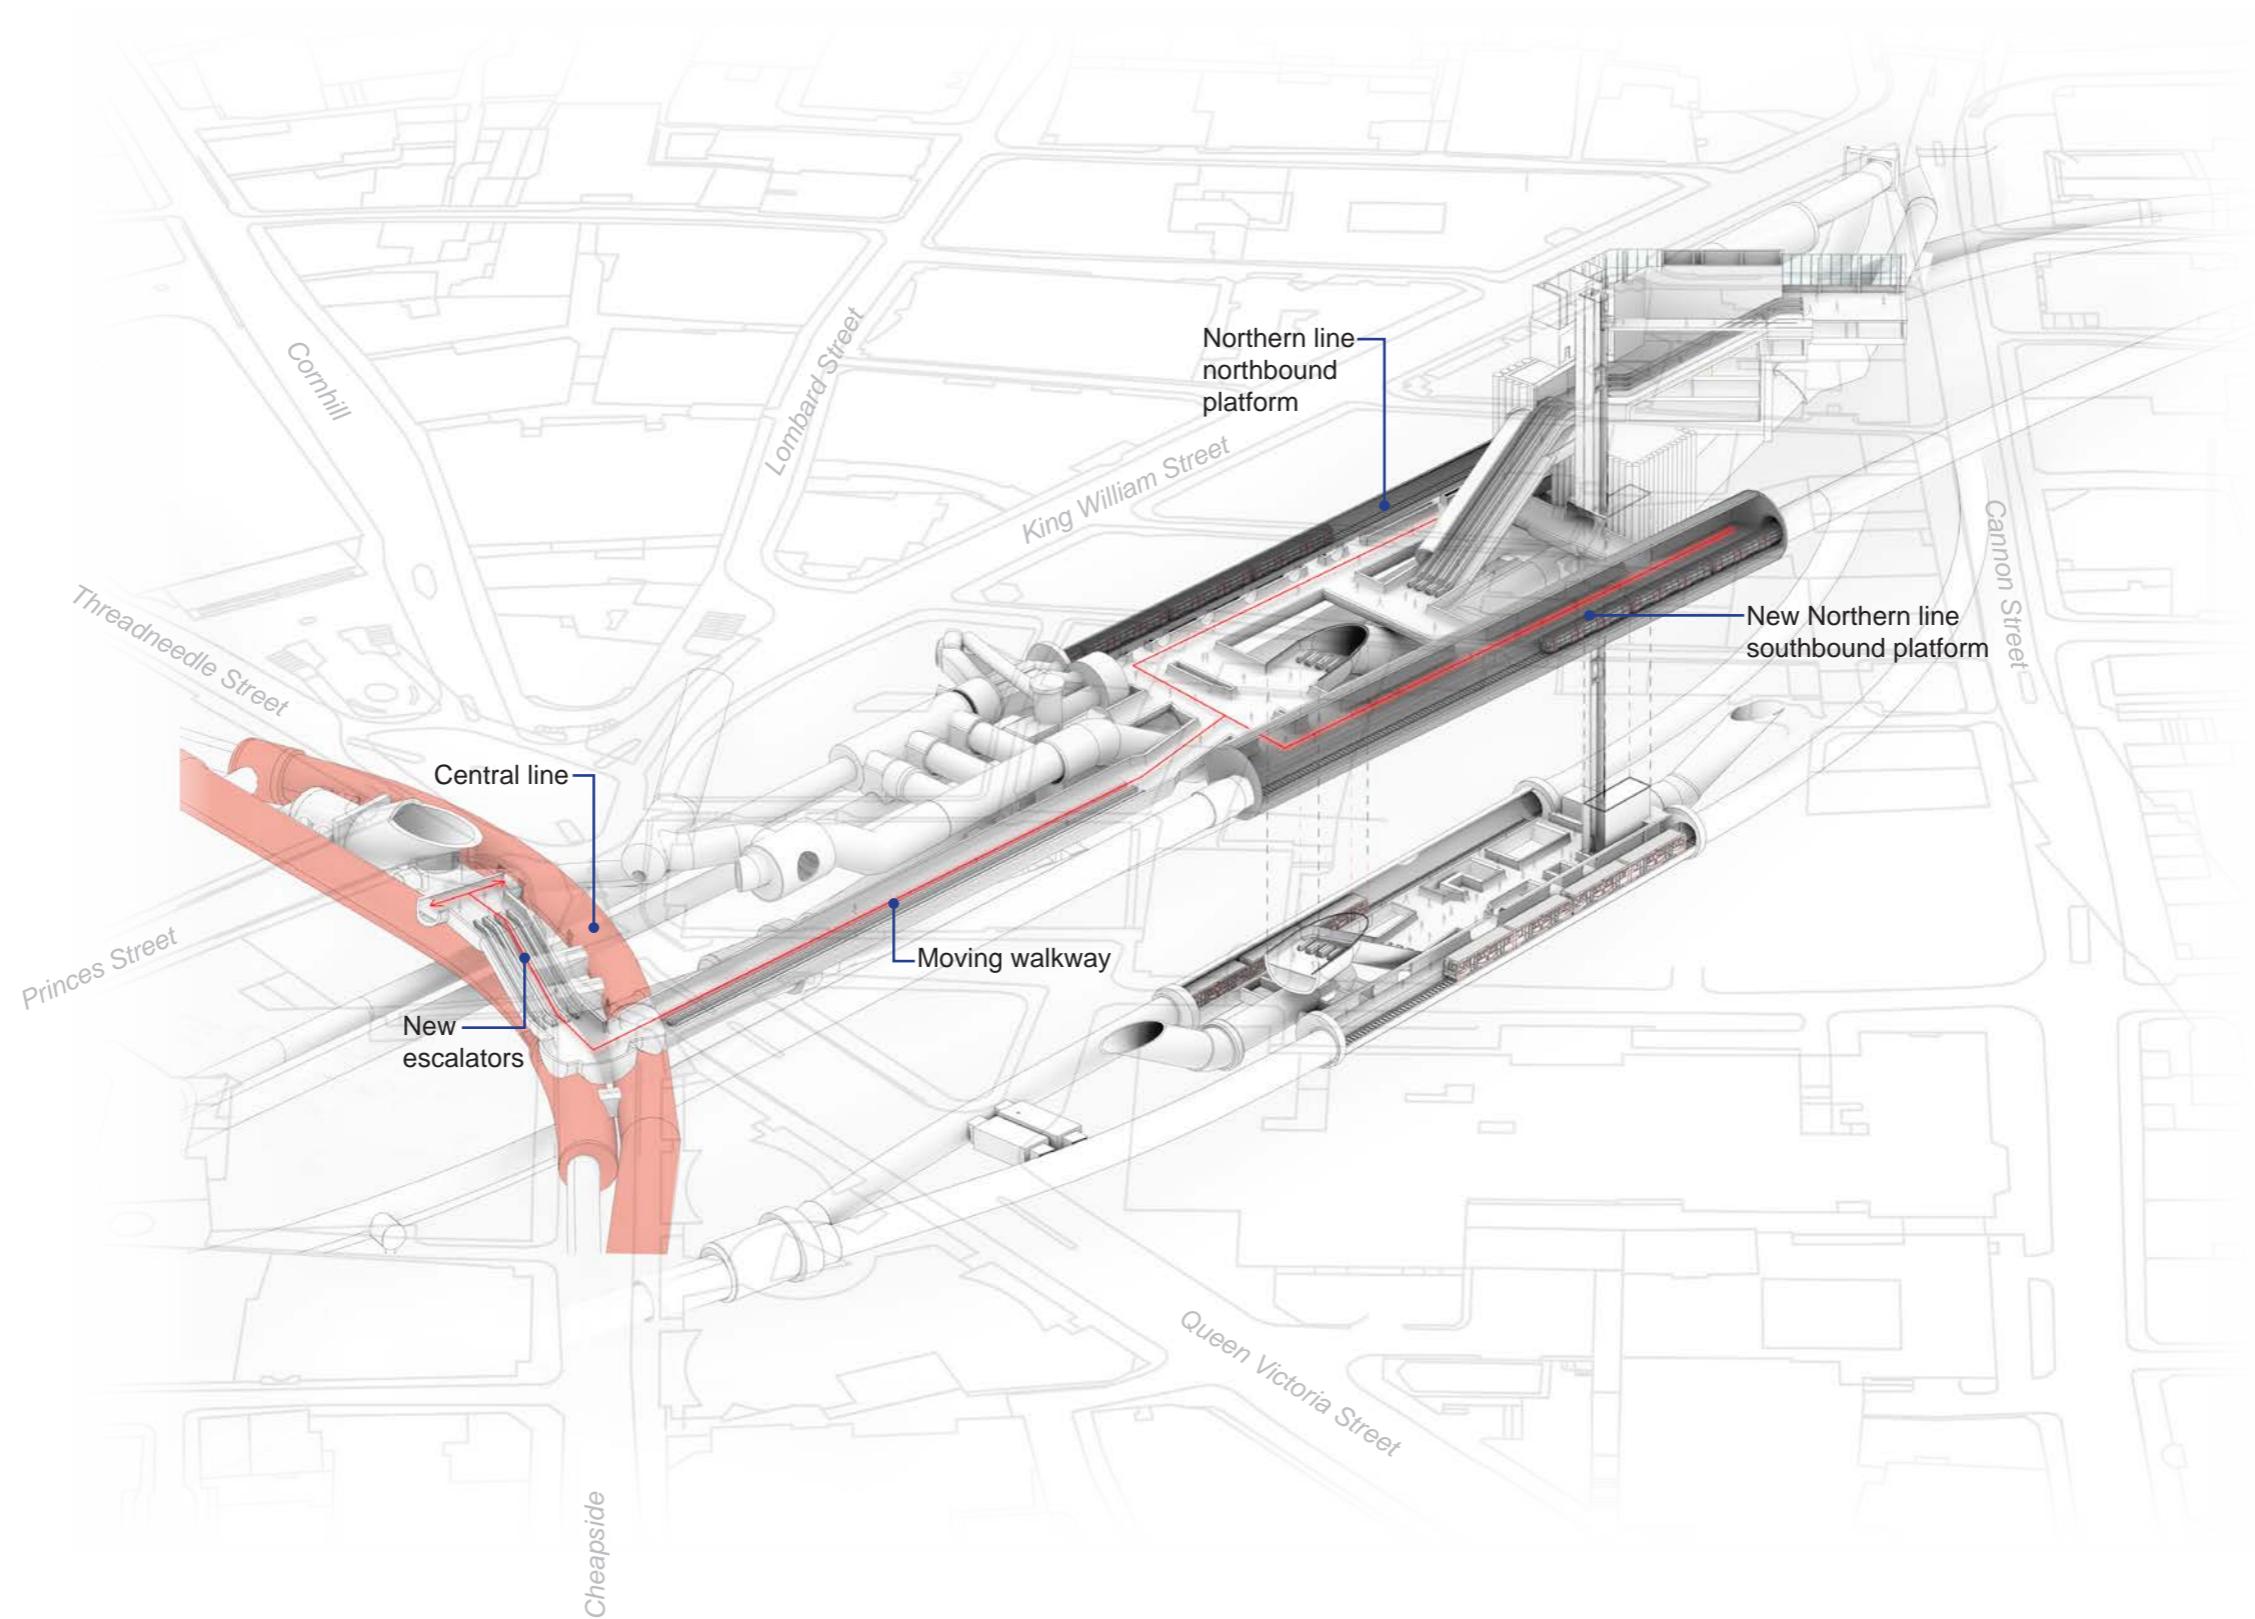 Cornhill
Lombard Street
Northern line
northbound
platform
King William Street
Cannon Street
Threadneedle Street
New Northern line
southbound platform
Central line
Princes Street
Moving walkway
New
escalators
Queen Victoria Street
Cheapside